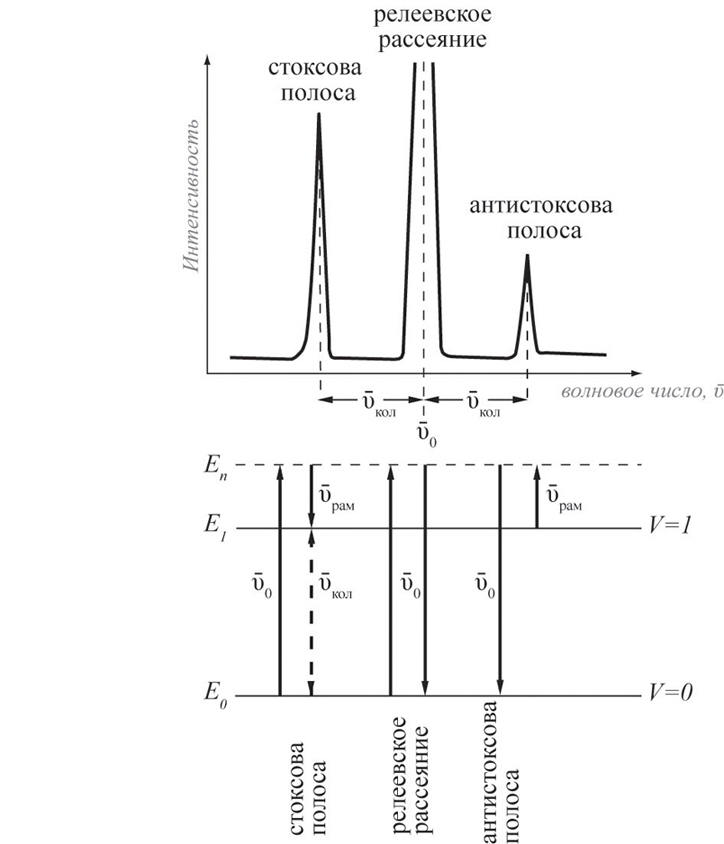 релеевское
рассеяние
стоксова
полоса
антистоксова
полоса
Интенсивность
волновое число, ῡ
ῡкол
ῡкол
ῡ0
En
ῡрам
ῡрам
E1
V=1
ῡ0
ῡкол
ῡ0
ῡ0
E0
V=0
стоксова
полоса
релеевское
рассеяние
антистоксова
полоса